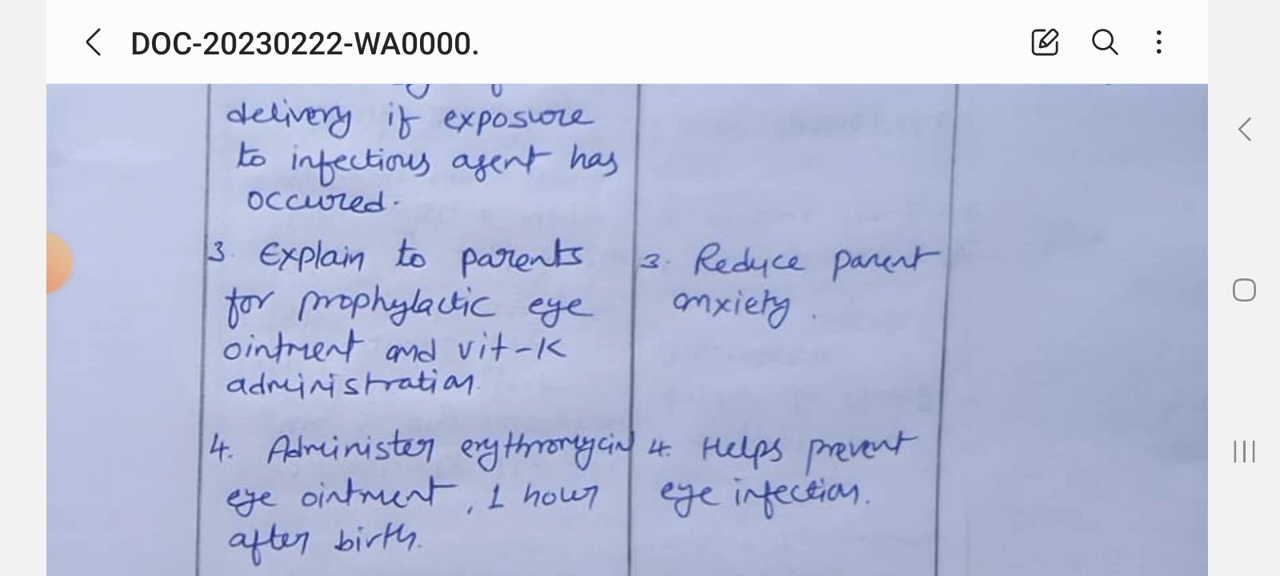 DOC-20230222-WA0000.
delivery if exposure
to infectious agent has
occured.
3. Explain to parents
for prophylactic eye
ointment and vit-K
administration.
3. Reduce parent
anxiety.
4. Administer erythromycin
eye ointment, 1 hour
after birth.
4. Helps prevent
eye infection.